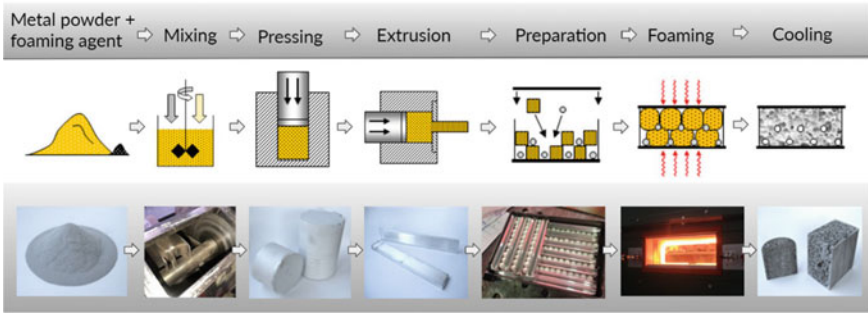 Metal powder +
foaming agent Mixing Pressing Extrusion Preparation Foaming Cooling